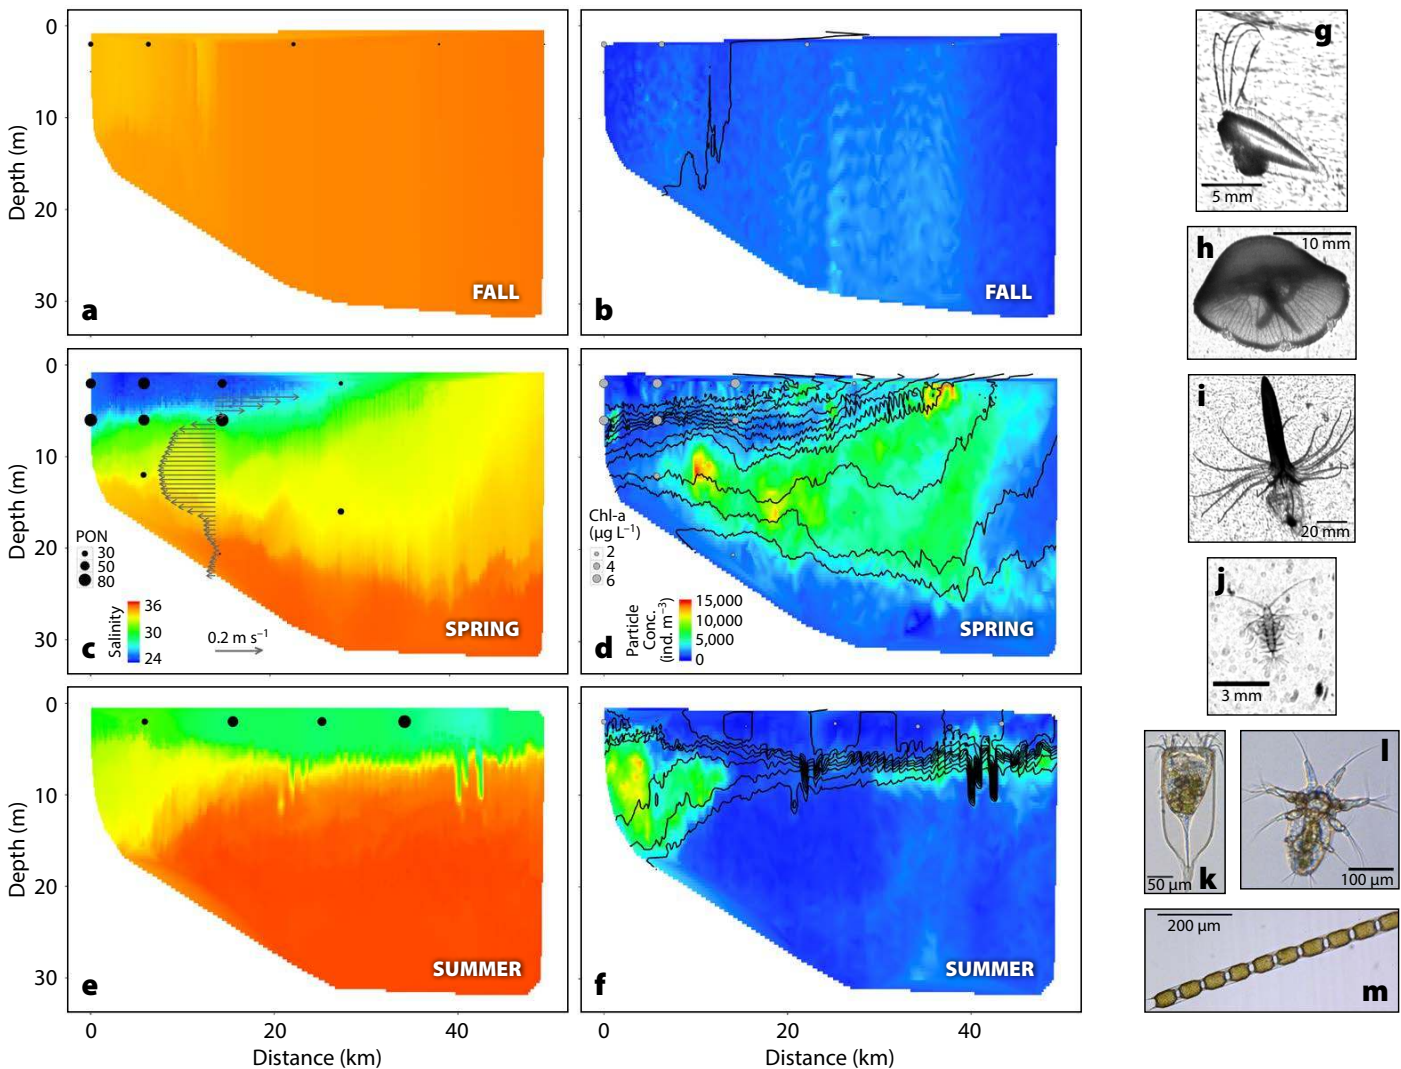 0
10
20
30
Depth (m)
a
FALL
b
FALL
0
10
20
30
Depth (m)
PON
30
50
80
c
Salinity
36
30
24
0.2 m s⁻¹
SPRING
Chl-a
(µg L⁻¹)
2
4
6
d
Particle
Conc.
(ind. m⁻³)
15,000
10,000
5,000
0
SPRING
0
10
20
30
Depth (m)
e
SUMMER
f
SUMMER
0
20
40
Distance (km)
0
20
40
Distance (km)
g
5 mm
h
10 mm
i
20 mm
j
3 mm
50 µm
k
l
100 µm
200 µm
m